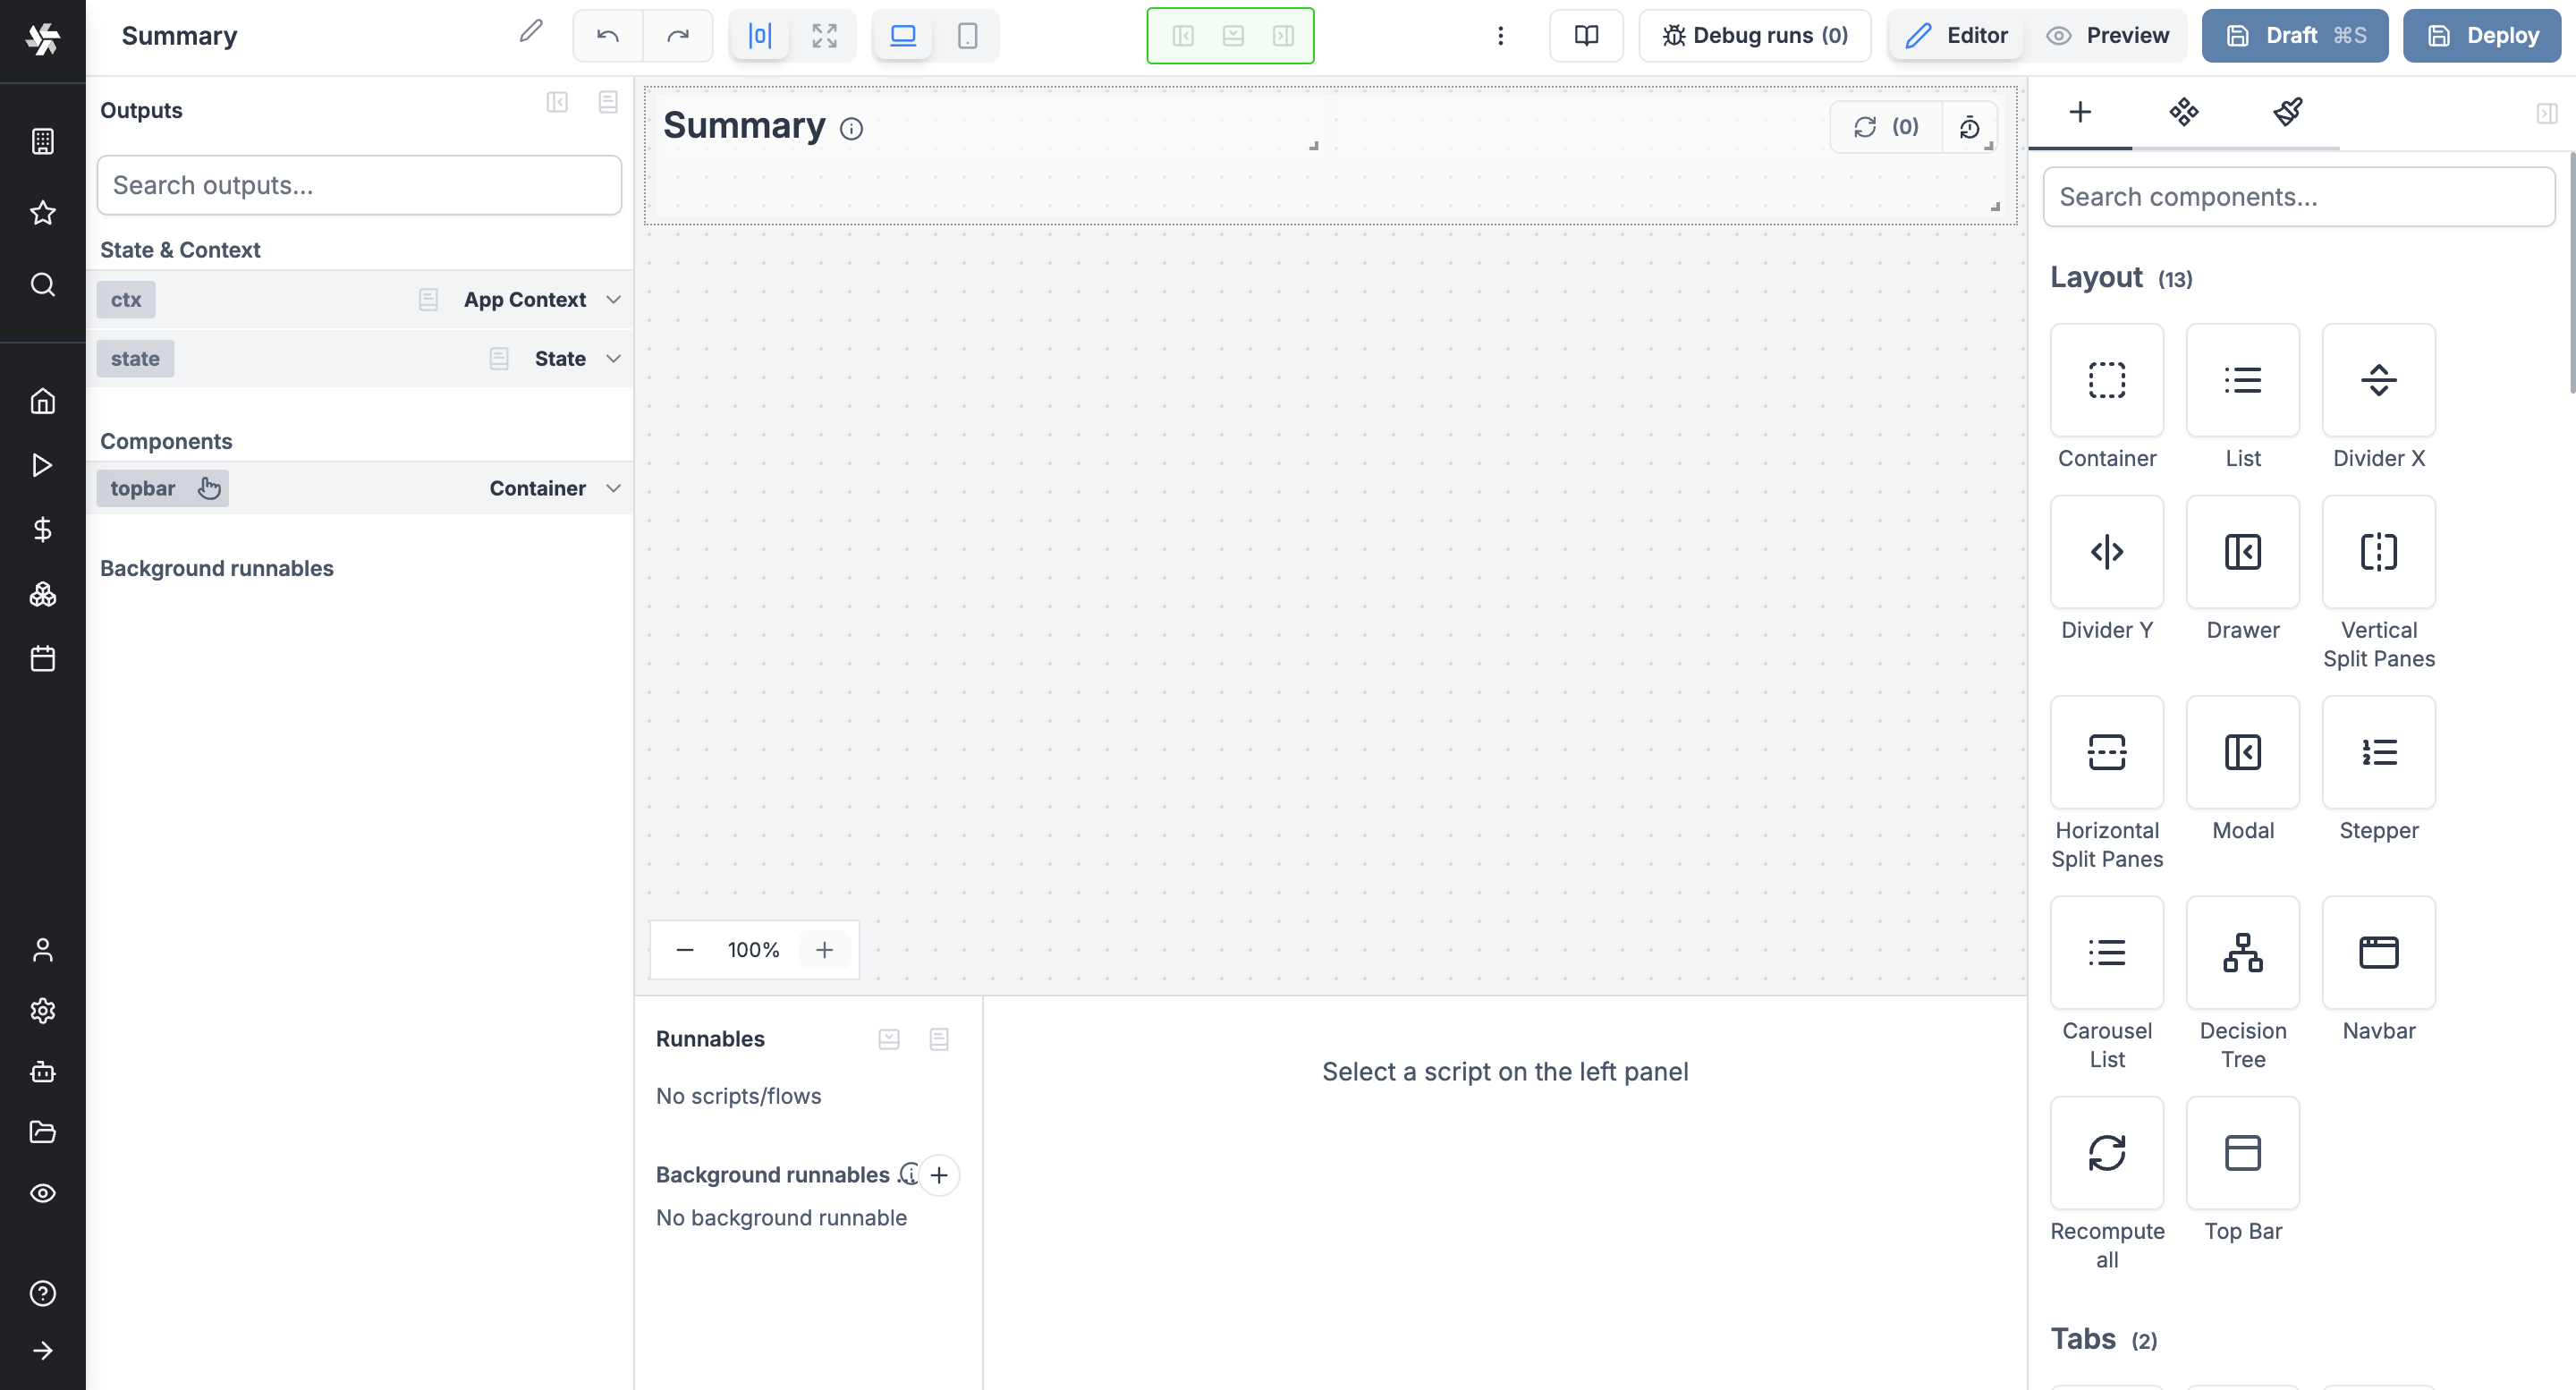 Summary
Debug runs (0)
Editor
Preview
Draft ⌘S
Deploy
Outputs
Search outputs...
State & Context
ctx
App Context
state
State
Components
topbar
Container
Background runnables
Summary
(0)
100%
Runnables
No scripts/flows
Background runnables ...
No background runnable
Select a script on the left panel
Search components...
Layout (13)
Container
List
Divider X
Divider Y
Drawer
Vertical
Split Panes
Horizontal
Split Panes
Modal
Stepper
Carousel
List
Decision
Tree
Navbar
Recompute
all
Top Bar
Tabs (2)